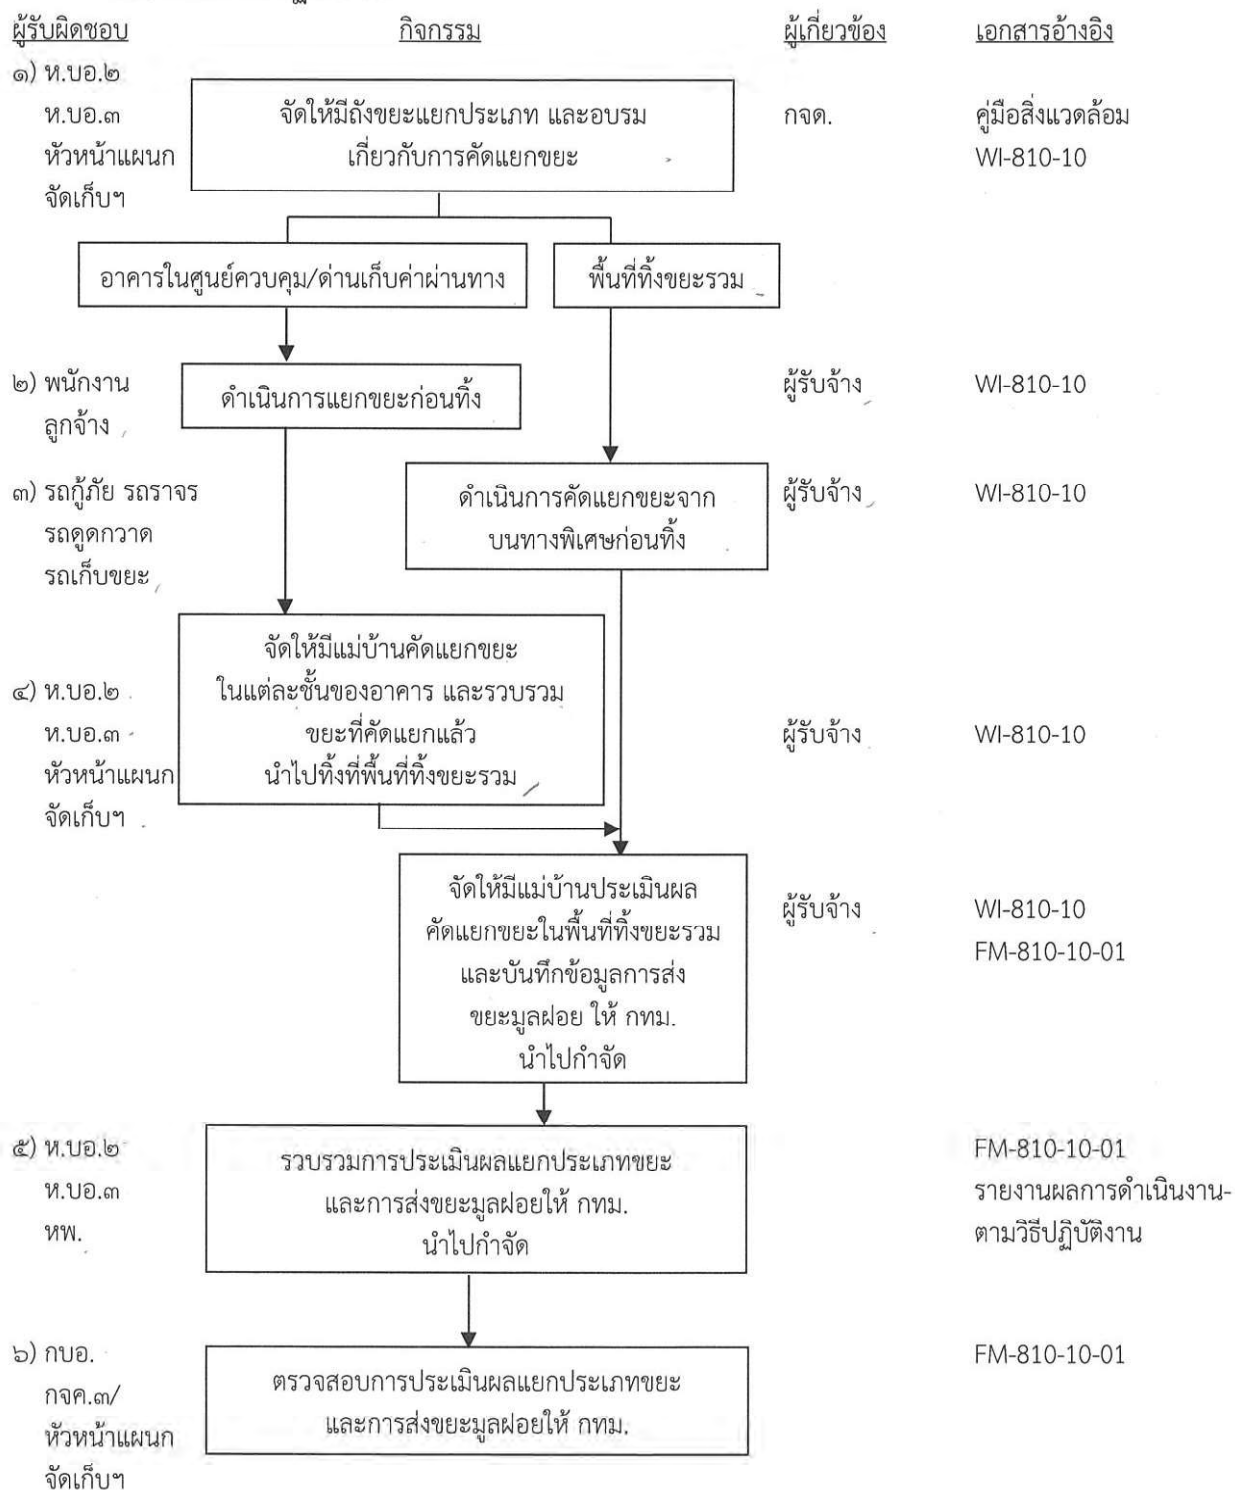 ผู้รับผิดชอบ กิจกรรม ผู้เกี่ยวข้อง เอกสารอ้างอิง
๑) ห.บอ.๒
ห.บอ.๓
หัวหน้าแผนก
จัดเก็บฯ
จัดให้มีถังขยะแยกประเภท และอบรม
เกี่ยวกับการคัดแยกขยะ
กจด.
คู่มือสิ่งแวดล้อม
WI-810-10
อาคารในศูนย์ควบคุม/ด่านเก็บค่าผ่านทาง
พื้นที่ทิ้งขยะรวม
๒) พนักงาน
ลูกจ้าง
ดำเนินการแยกขยะก่อนทิ้ง
ผู้รับจ้าง
WI-810-10
๓) รถกู้ภัย รถราจร
รถดูดกวาด
รถเก็บขยะ
ดำเนินการคัดแยกขยะจาก
บนทางพิเศษก่อนทิ้ง
ผู้รับจ้าง
WI-810-10
๔) ห.บอ.๒
ห.บอ.๓
หัวหน้าแผนก
จัดเก็บฯ
จัดให้มีแม่บ้านคัดแยกขยะ
ในแต่ละชั้นของอาคาร และรวบรวม
ขยะที่คัดแยกแล้ว
นำไปทิ้งที่พื้นที่ทิ้งขยะรวม
ผู้รับจ้าง
WI-810-10
จัดให้มีแม่บ้านประเมินผล
คัดแยกขยะในพื้นที่ทิ้งขยะรวม
และบันทึกข้อมูลการส่ง
ขยะมูลฝอย ให้ กทม.
นำไปกำจัด
ผู้รับจ้าง
WI-810-10
FM-810-10-01
๕) ห.บอ.๒
ห.บอ.๓
หพ.
รวบรวมการประเมินผลแยกประเภทขยะ
และการส่งขยะมูลฝอยให้ กทม.
นำไปกำจัด
FM-810-10-01
รายงานผลการดำเนินงาน-
ตามวิธีปฏิบัติงาน
๖) กบอ.
กจค.๓/
หัวหน้าแผนก
จัดเก็บฯ
ตรวจสอบการประเมินผลแยกประเภทขยะ
และการส่งขยะมูลฝอยให้ กทม.
FM-810-10-01